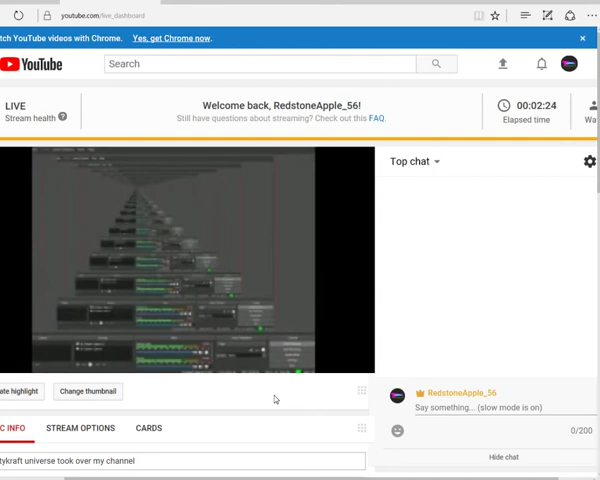 youtube.com/live_dashboard
tch YouTube videos with Chrome. Yes, get Chrome now.
YouTube
Search
LIVE
Stream health ?
Welcome back, RedstoneApple_56!
Still have questions about streaming? Check out this FAQ.
00:02:24
Elapsed time
Wa
Top chat
ate highlight
Change thumbnail
RedstoneApple_56
Say something... (slow mode is on)
0/200
Hide chat
C INFO
STREAM OPTIONS
CARDS
tykraft universe took over my channel